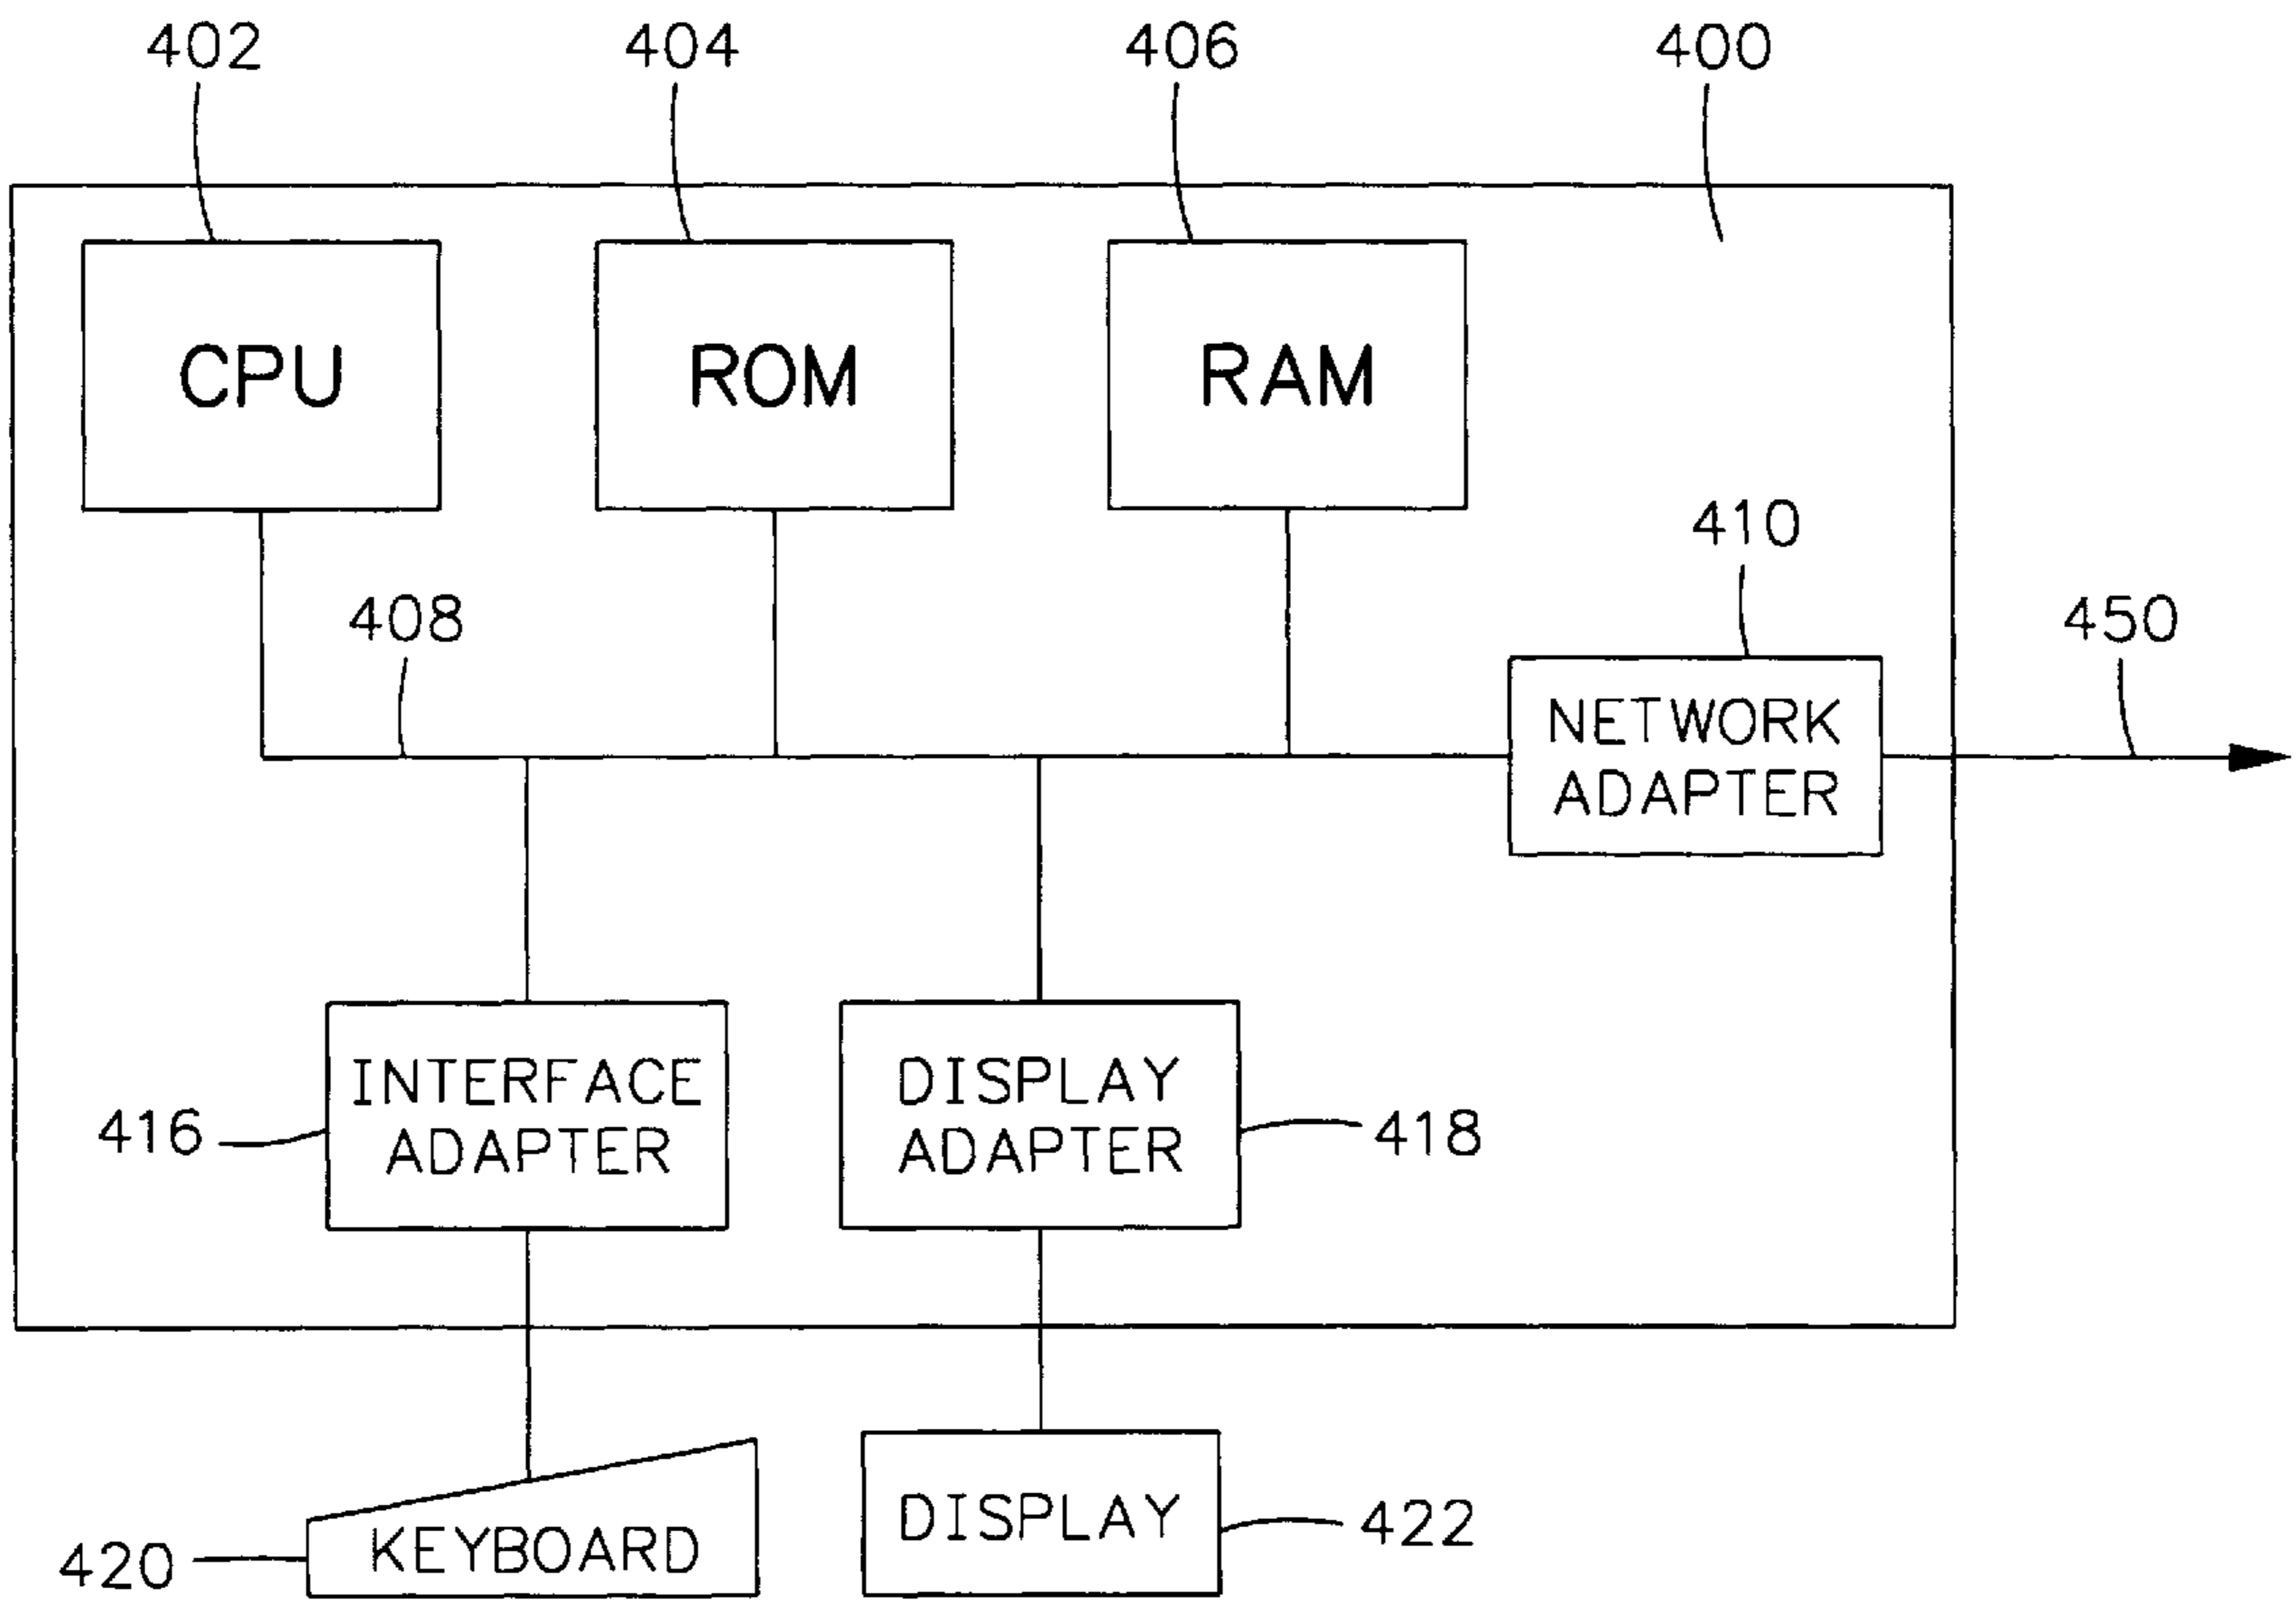 402
404
406
400
CPU
ROM
RAM
410
408
450
NETWORK
ADAPTER
INTERFACE
ADAPTER
416
DISPLAY
ADAPTER
418
KEYBOARD
420
DISPLAY
422